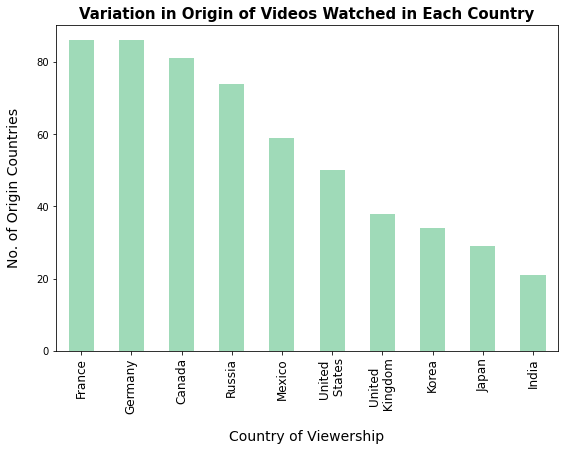 Variation in Origin of Videos Watched in Each Country
No. of Origin Countries
80
60
40
20
0
France
Germany
Canada
Russia
Mexico
United
States
United
Kingdom
Korea
Japan
India
Country of Viewership